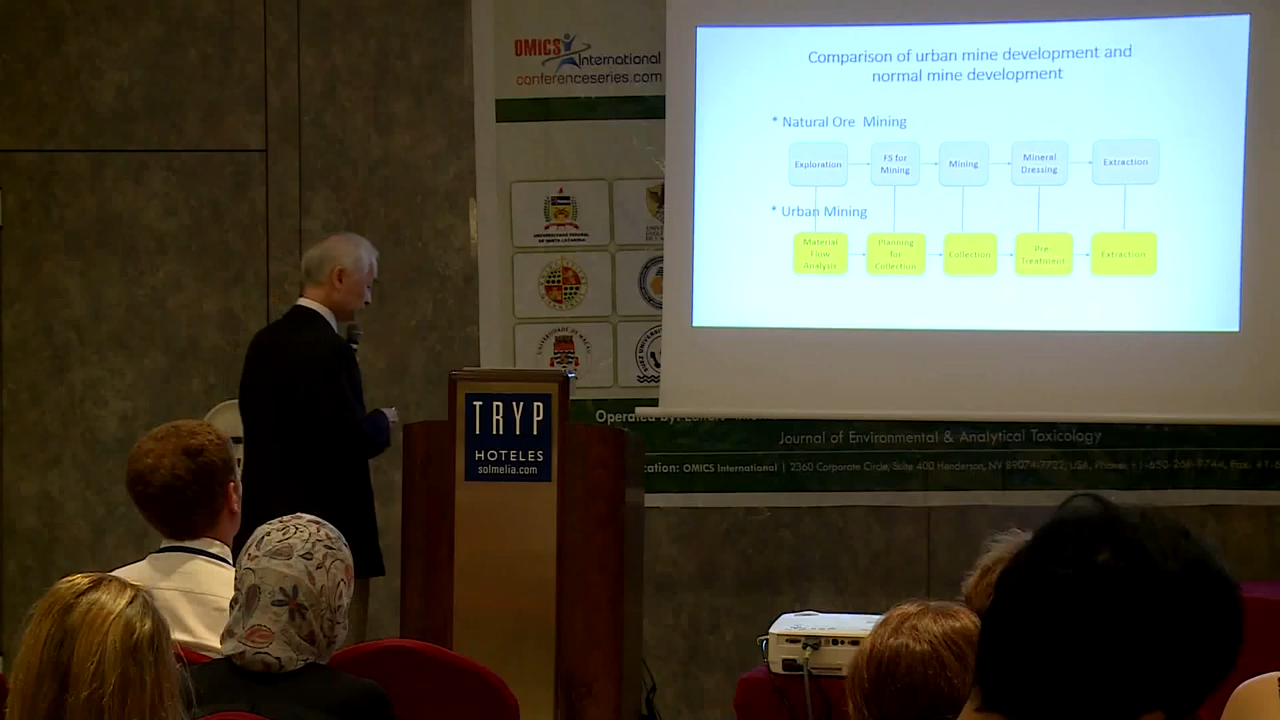 OMICS
International
conferenceseries.com
Comparison of urban mine development and
normal mine development
* Natural Ore Mining
Exploration
FS for
Mining
Mining
Mineral
Dressing
Extraction
* Urban Mining
Material
Flow
Analysis
Planning
for
Collection
Collection
Pre-
Treatment
Extraction
TRYP
HOTELES
solmelia.com
Journal of Environmental & Analytical Toxicology
OMICS International | 2360 Corporate Circle, Suite 400 Henderson, NV 89074-7722, USA, Phone: